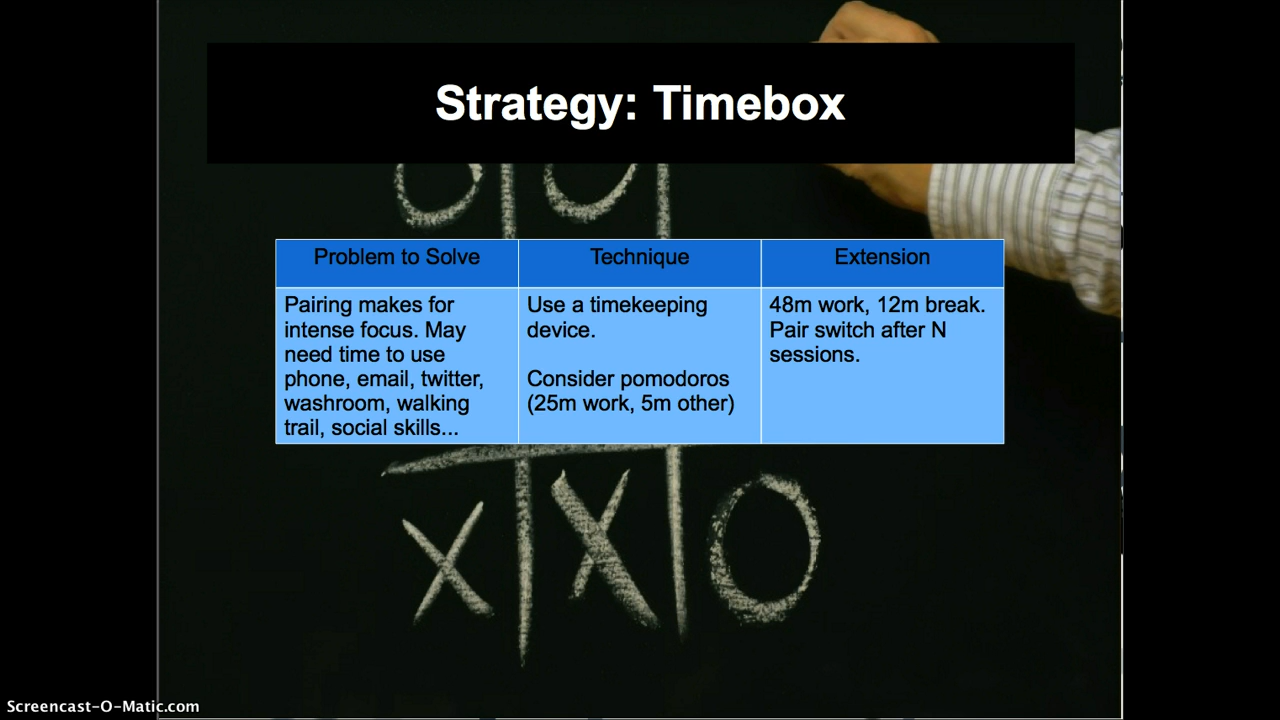 Strategy: Timebox
Problem to Solve
Technique
Extension
Pairing makes for
intense focus. May
need time to use
phone, email, twitter,
washroom, walking
trail, social skills...
Use a timekeeping
device.
Consider pomodoros
(25m work, 5m other)
48m work, 12m break.
Pair switch after N
sessions.
X X O
Screencast-O-Matic.com